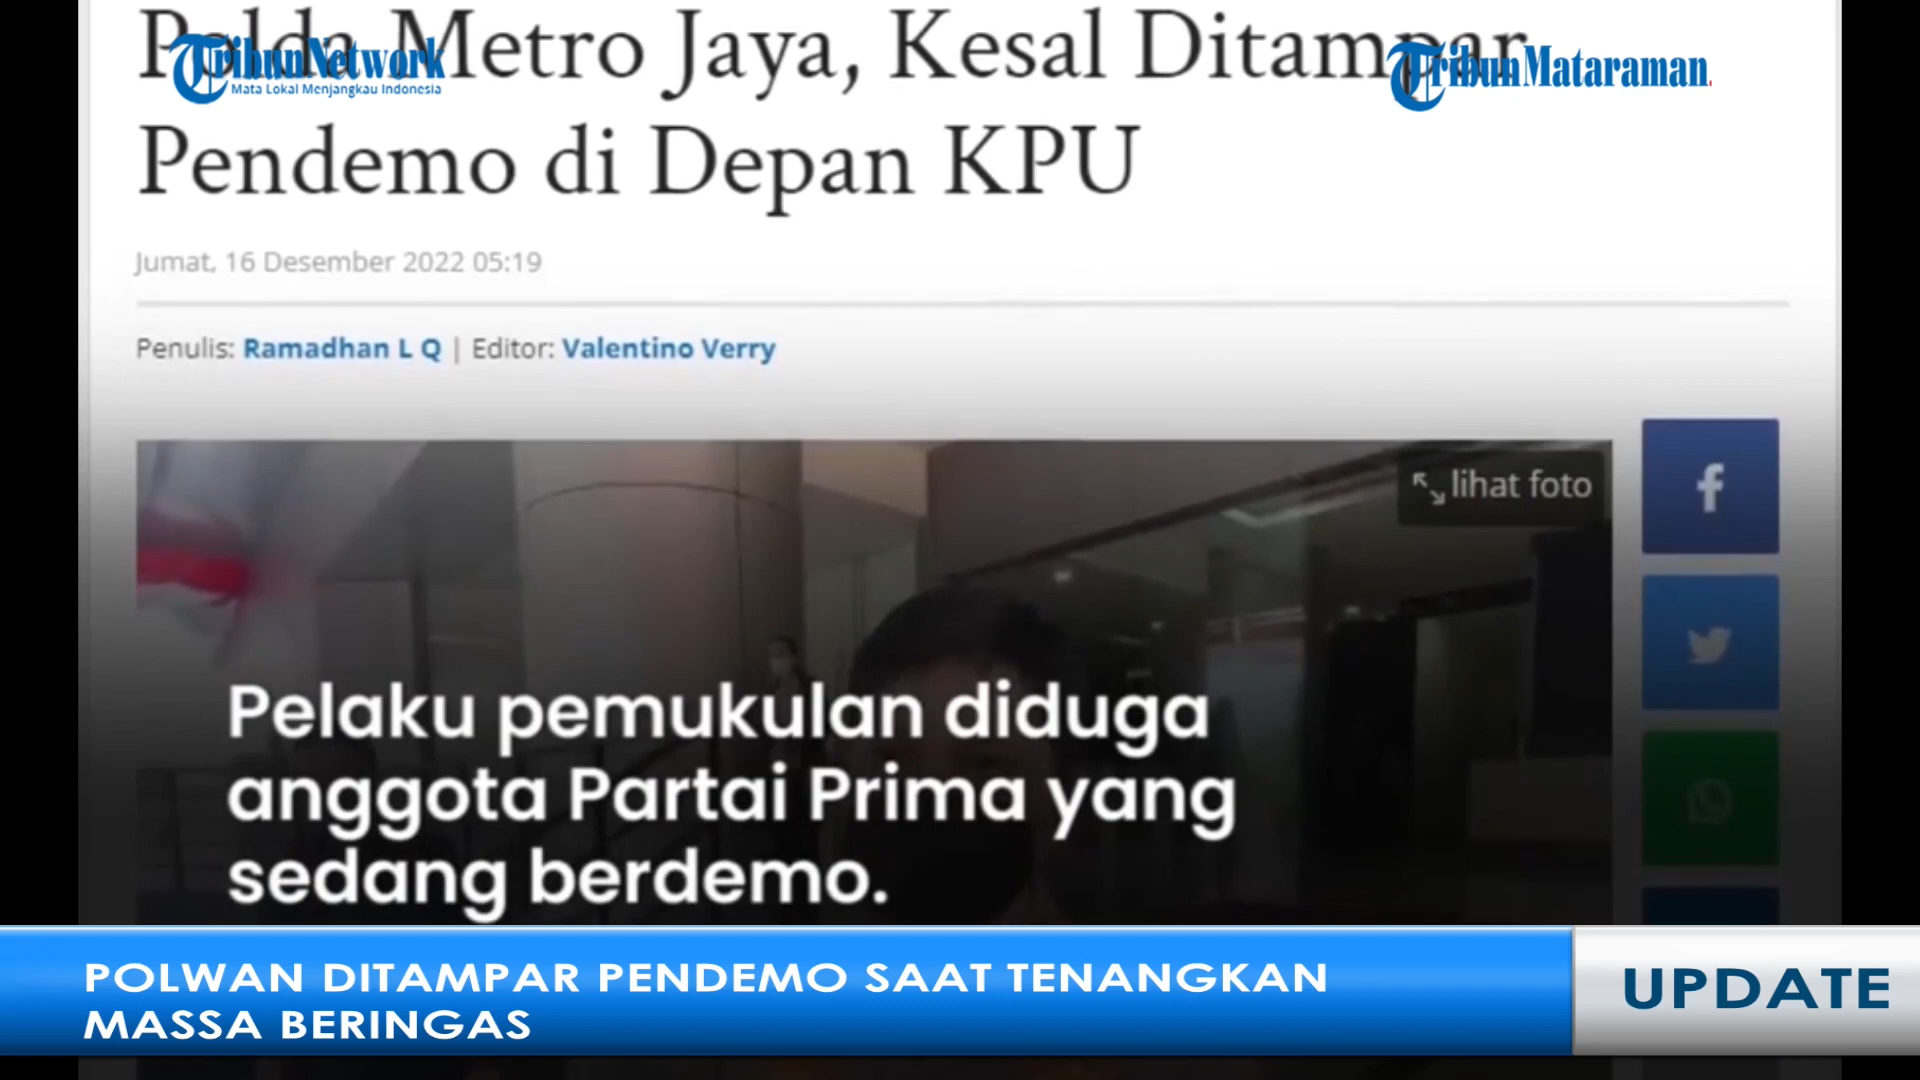 Polda Metro Jaya, Kesal Ditampar
TribunNetwork
Mata Lokal Menjangkau Indonesia
TribunMataraman.
Pendemo di Depan KPU
Jumat, 16 Desember 2022 05:19
Penulis: Ramadhan L Q | Editor: Valentino Verry
lihat foto
Pelaku pemukulan diduga
anggota Partai Prima yang
sedang berdemo.
POLWAN DITAMPAR PENDEMO SAAT TENANGKAN
MASSA BERINGAS
UPDATE